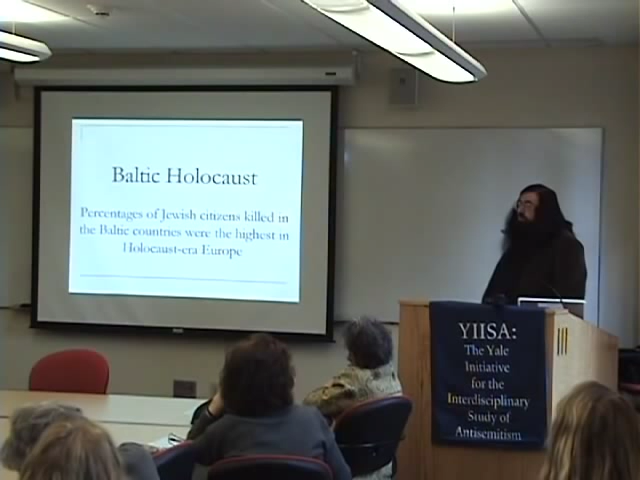 Baltic Holocaust
Percentages of Jewish citizens killed in
the Baltic countries were the highest in
Holocaust-era Europe
YIISA:
The Yale
Initiative
for the
Interdisciplinary
Study of
Antisemitism